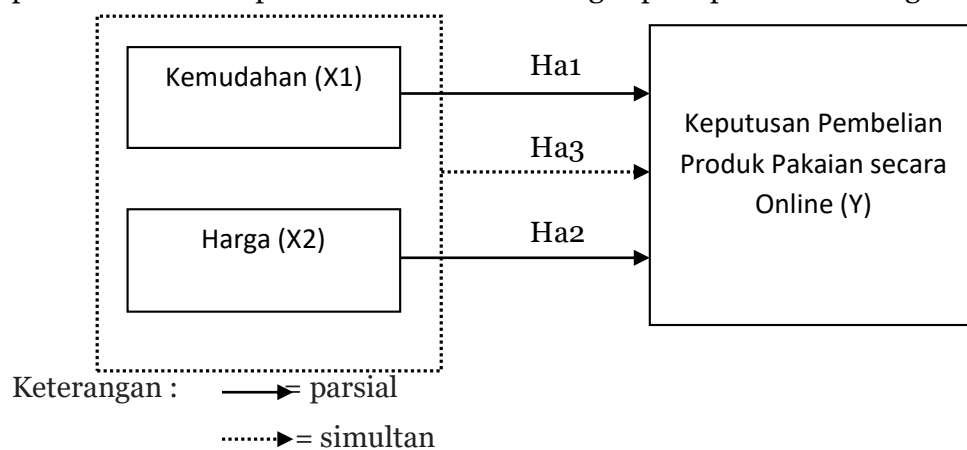 Kemudahan (X1)
Ha1
Keputusan Pembelian
Produk Pakaian secara
Online (Y)
Ha3
Harga (X2)
Ha2
Keterangan :
= parsial
= simultan